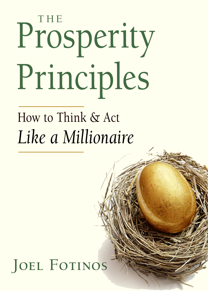 THE
Prosperity
Principles
How to Think & Act
Like a Millionaire
JOEL FOTINOS